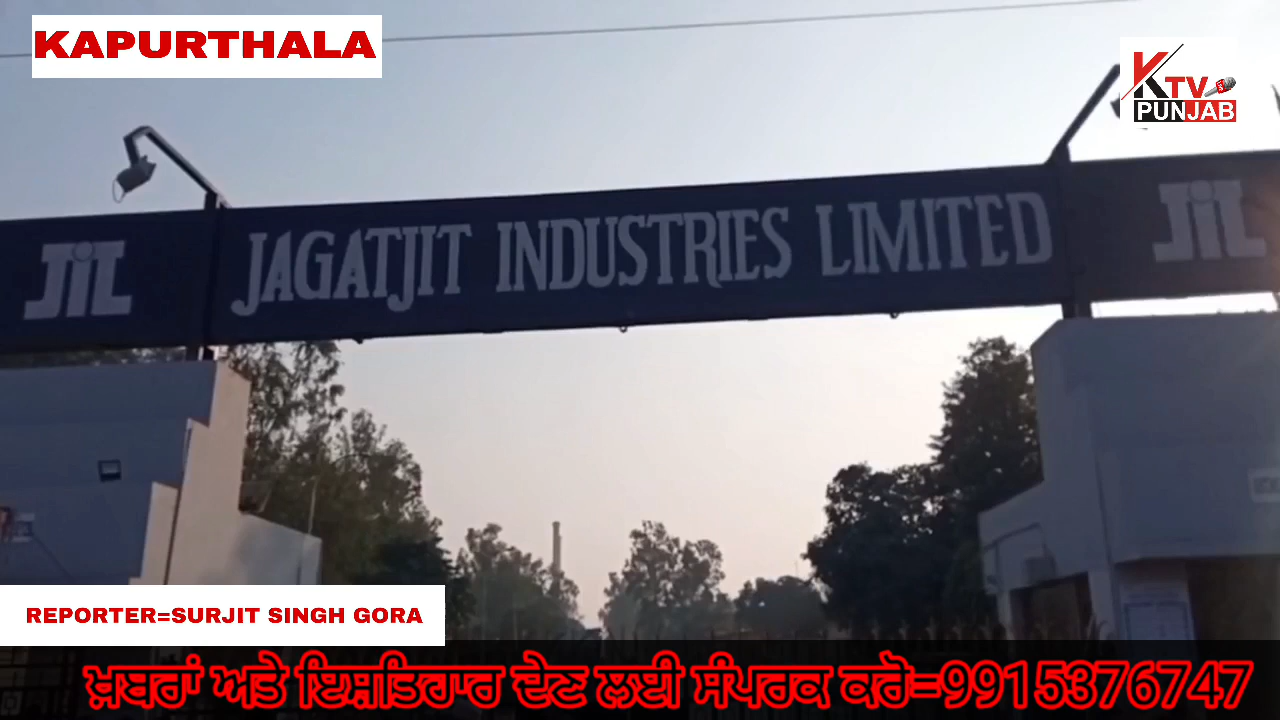 KAPURTHALA
KTV
PUNJAB
JIL JAGATJIT INDUSTRIES LIMITED JIL
REPORTER=SURJIT SINGH GORA
ਖ਼ਬਰਾਂ ਅਤੇ ਇਸ਼ਤਿਹਾਰ ਦੇਣ ਲਈ ਸੰਪਰਕ ਕਰੋ=9915376747